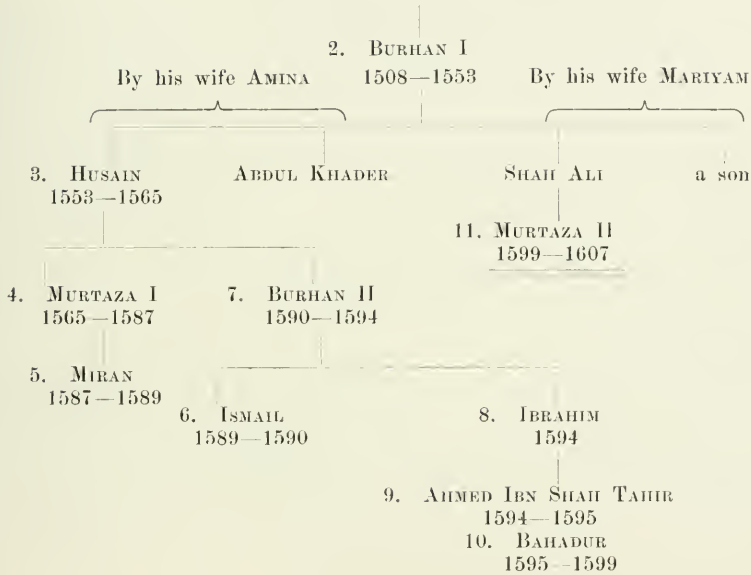 2. BURHAN I
By his wife AMINA 1508—1553 By his wife MARIYAM
3. HUSAIN ABDUL KHADER SHAH ALI a son
1553—1565
11. MURTAZA II
1599—1607
4. MURTAZA I 7. BURHAN II
1565—1587 1590—1594
5. MIRAN
1587—1589
6. ISMAIL 8. IBRAHIM
1589—1590 1594
9. AHMED IBN SHAH TAHIR
1594—1595
10. BAHADUR
1595—1599